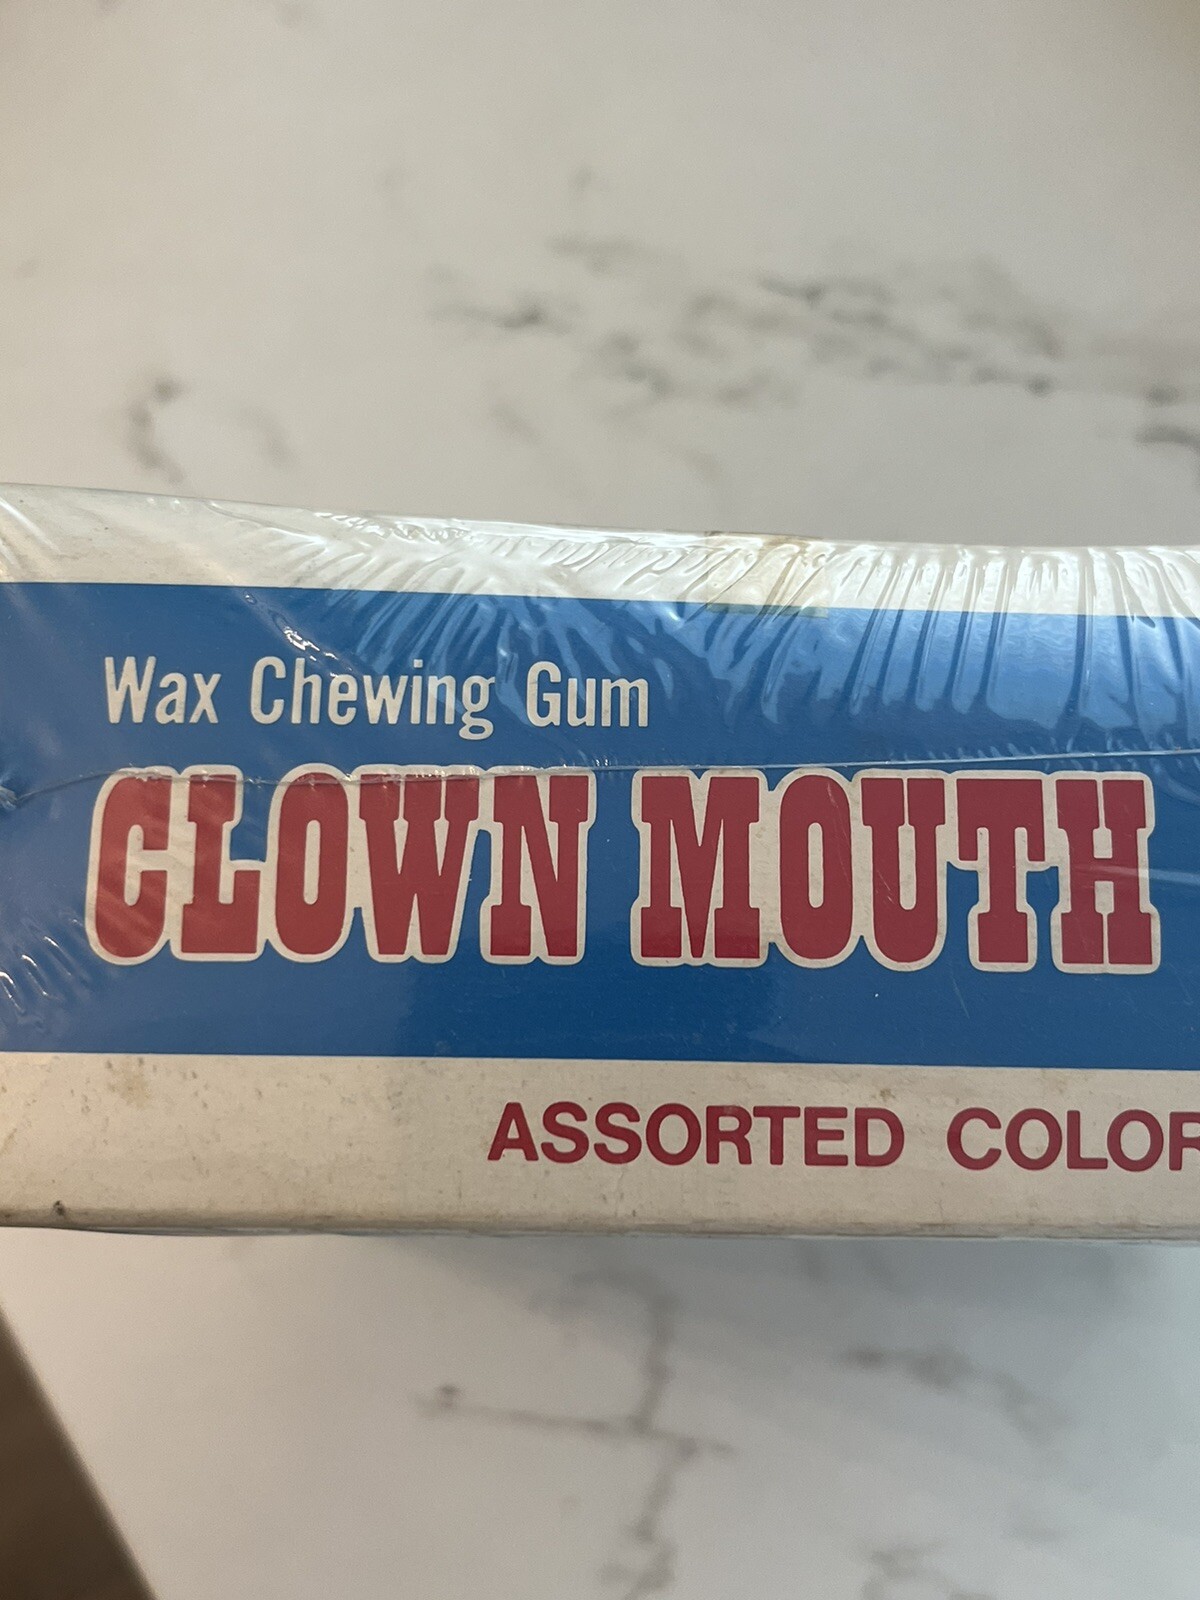 Wax Chewing Gum
CLOWN MOUTH
ASSORTED COLOR